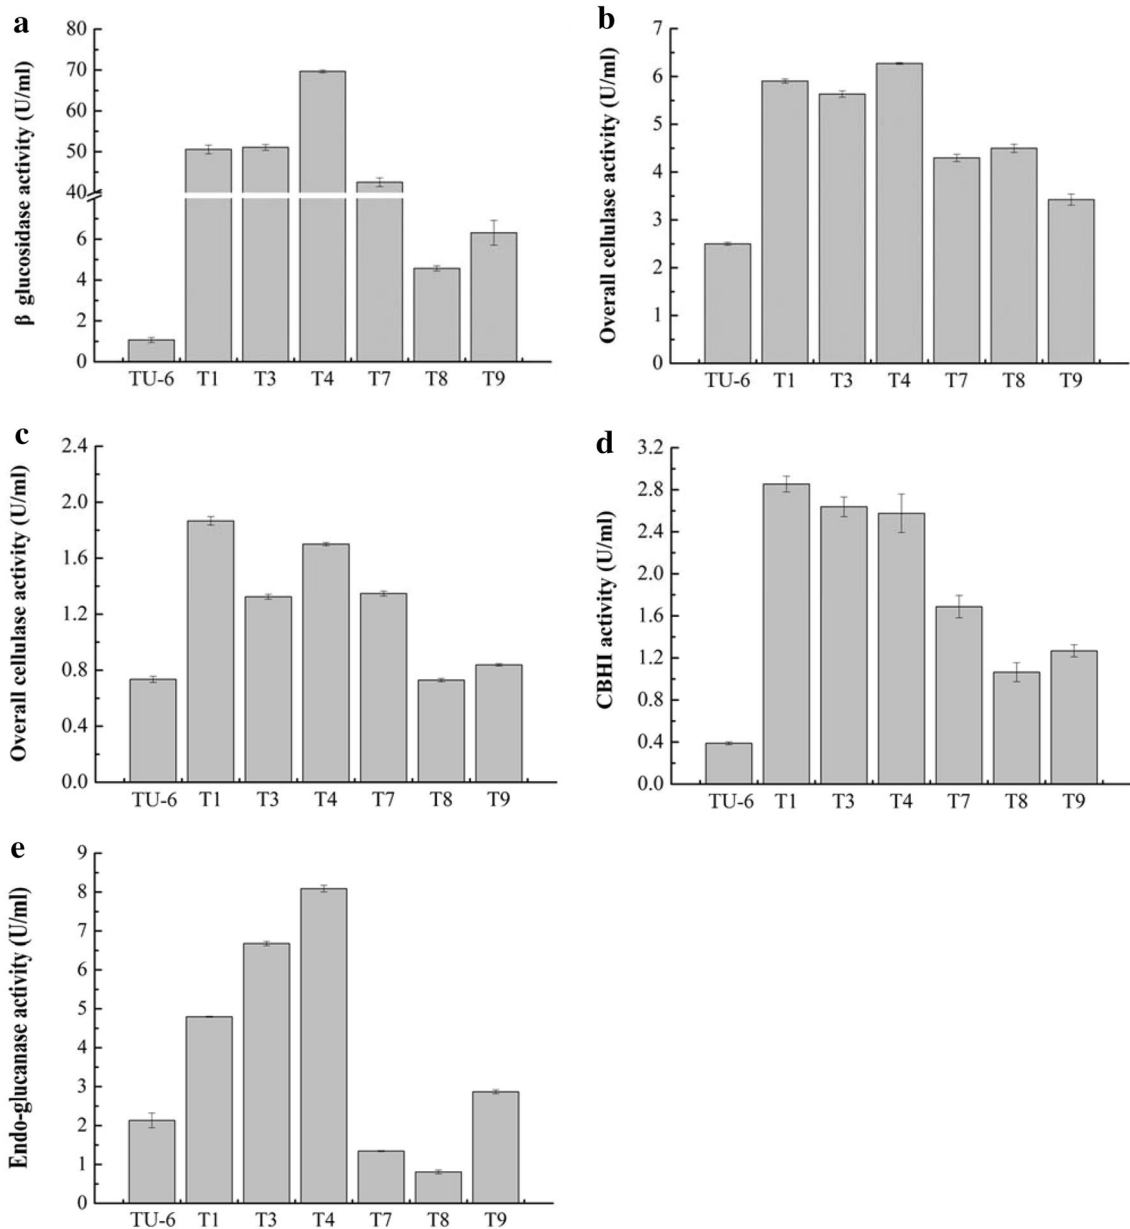 a
β glucosidase activity (U/ml)
80
70
60
50
40
6
4
2
0
TU-6 T1 T3 T4 T7 T8 T9
b
Overall cellulase activity (U/ml)
7
6
5
4
3
2
1
0
TU-6 T1 T3 T4 T7 T8 T9
c
Overall cellulase activity (U/ml)
2.4
2.0
1.6
1.2
0.8
0.4
0.0
TU-6 T1 T3 T4 T7 T8 T9
d
CBHI activity (U/ml)
3.2
2.8
2.4
2.0
1.6
1.2
0.8
0.4
0.0
TU-6 T1 T3 T4 T7 T8 T9
e
Endo-glucanase activity (U/ml)
9
8
7
6
5
4
3
2
1
0
TU-6 T1 T3 T4 T7 T8 T9